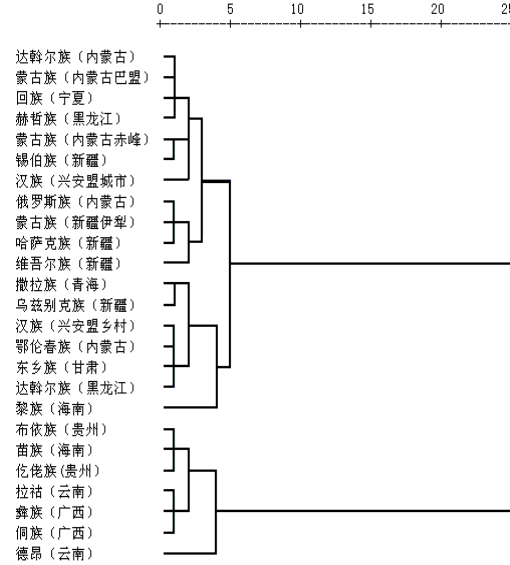 0 5 10 15 20 25
达斡尔族（内蒙古）
蒙古族（内蒙古巴盟）
回族（宁夏）
赫哲族（黑龙江）
蒙古族（内蒙古赤峰）
锡伯族（新疆）
汉族（兴安盟城市）
俄罗斯族（内蒙古）
蒙古族（新疆伊犁）
哈萨克族（新疆）
维吾尔族（新疆）
撒拉族（青海）
乌兹别克族（新疆）
汉族（兴安盟乡村）
鄂伦春族（内蒙古）
东乡族（甘肃）
达斡尔族（黑龙江）
黎族（海南）
布依族（贵州）
苗族（海南）
仡佬族(贵州）
拉祜（云南）
彝族（广西）
侗族（广西）
德昂（云南）